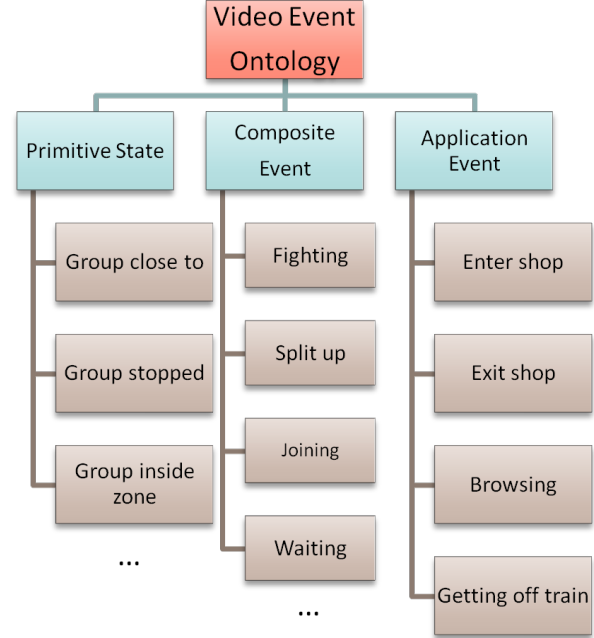 Video Event
Ontology
Primitive State
Composite
Event
Application
Event
Group close to
Group stopped
Group inside
zone
...
Fighting
Split up
Joining
Waiting
...
Enter shop
Exit shop
Browsing
Getting off train